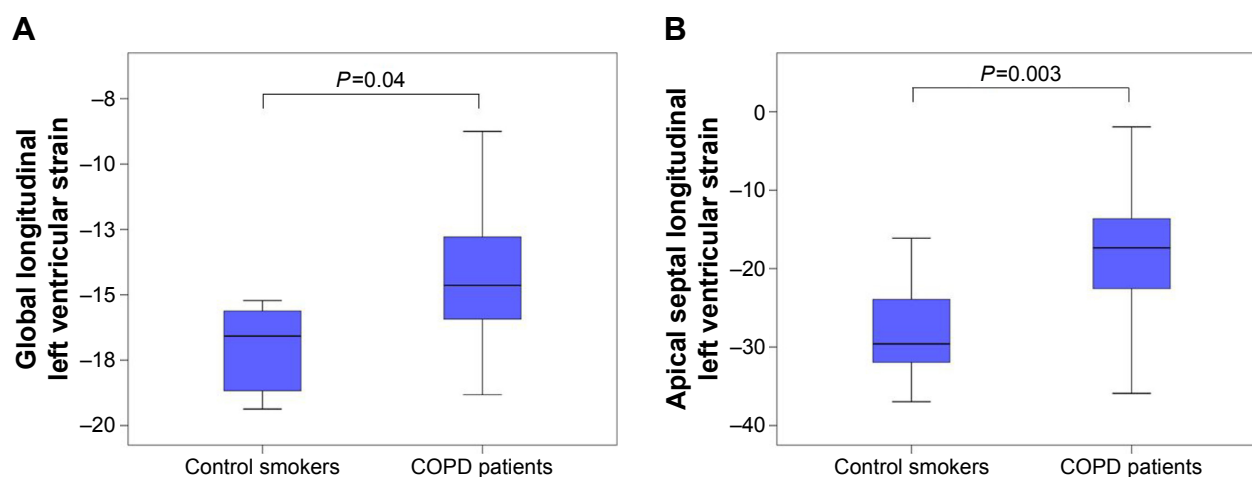 A
Global longitudinal
left ventricular strain
P=0.04
–8
–10
–13
–15
–18
–20
Control smokers
COPD patients
B
Apical septal longitudinal
left ventricular strain
P=0.003
0
–10
–20
–30
–40
Control smokers
COPD patients